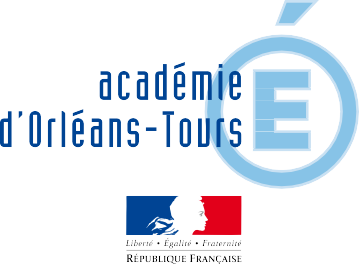 académie
d'Orléans-Tours
É
Liberté • Égalité • Fraternité
RÉPUBLIQUE FRANÇAISE